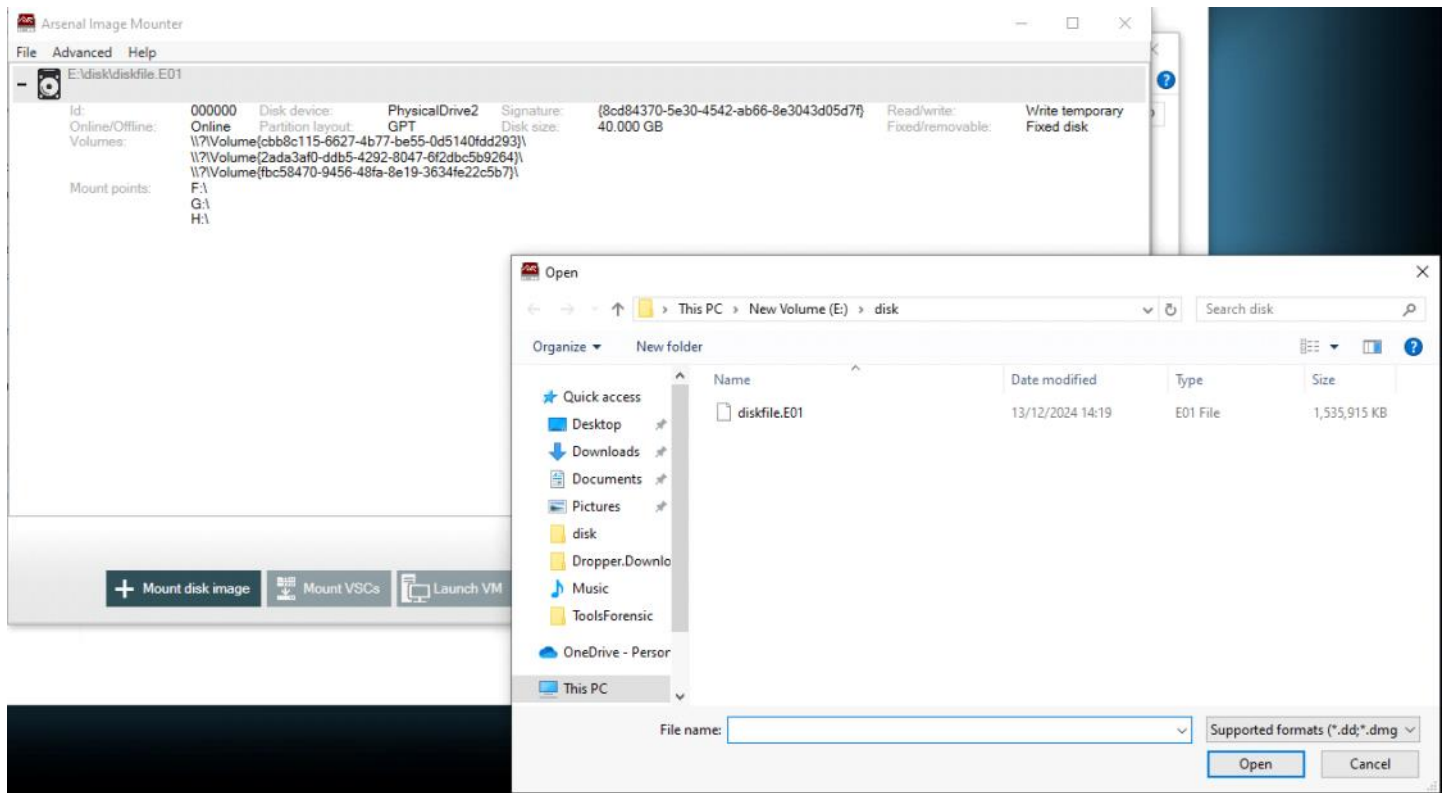 Arsenal Image Mounter
File Advanced Help
E:\disk\diskfile.E01
Id: 000000 Disk device: PhysicalDrive2 Signature: {8cd84370-5e30-4542-ab66-8e3043d05d7f} Read/write: Write temporary
Online/Offline: Online Partition layout: GPT Disk size: 40.000 GB Fixed/removable: Fixed disk
Volumes: \\?\Volume{cbb8c115-6627-4b77-be55-0d5140fdd293}\
\\?\Volume{2ada3af0-ddb5-4292-8047-6f2dbc5b9264}\
\\?\Volume{fbc58470-9456-48fa-8e19-3634fe22c5b7}\
Mount points: F:\
G:\
H:\
+ Mount disk image Mount VSCs Launch VM
Open
This PC > New Volume (E:) > disk
Search disk
Organize New folder
Name Date modified Type Size
diskfile.E01 13/12/2024 14:19 E01 File 1,535,915 KB
Quick access
Desktop
Downloads
Documents
Pictures
disk
Dropper.Downlo
Music
ToolsForensic
OneDrive - Person
This PC
File name:
Supported formats (*.dd;*.dmg
Open Cancel